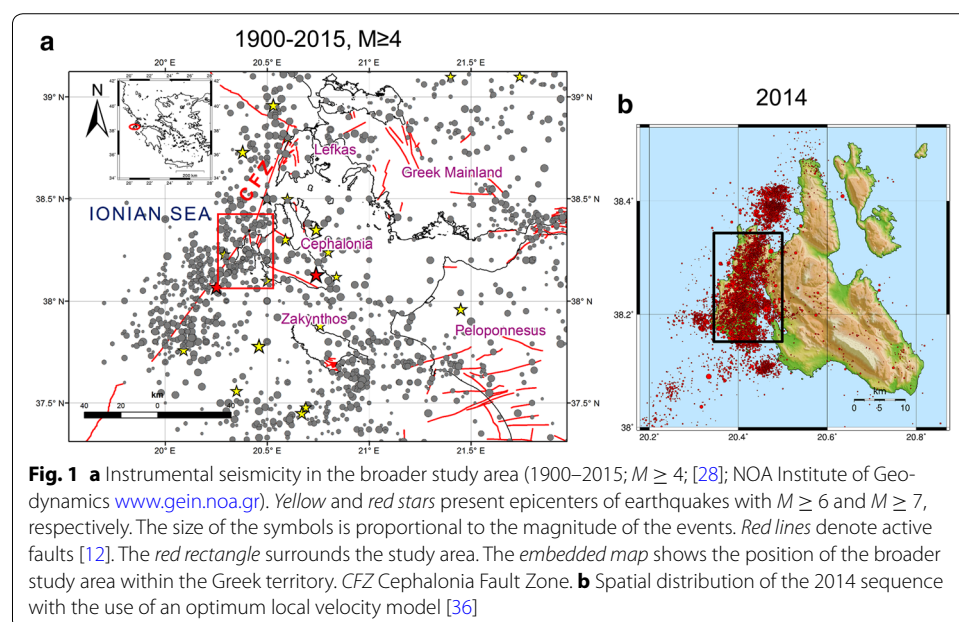 a
1900-2015, M≥4
20° E 20.5° E 21° E 21.5° E
N
20° 22° 24° 26° 28°
39° N
39° N
200 km
Lefkas
CFZ
Greek Mainland
38.5° N
38.5° N
IONIAN SEA
Cephalonia
38° N
38° N
Zakynthos
Peloponnesus
km
40 20 0 40
37.5° N
37.5° N
20° E 20.5° E 21° E 21.5° E
b
2014
38.4°
38.2°
km
0 5 10
38°
20.2° 20.4° 20.6° 20.8°
Fig. 1 a Instrumental seismicity in the broader study area (1900–2015; M ≥ 4; [28]; NOA Institute of Geo-
dynamics www.gein.noa.gr). Yellow and red stars present epicenters of earthquakes with M ≥ 6 and M ≥ 7,
respectively. The size of the symbols is proportional to the magnitude of the events. Red lines denote active
faults [12]. The red rectangle surrounds the study area. The embedded map shows the position of the broader
study area within the Greek territory. CFZ Cephalonia Fault Zone. b Spatial distribution of the 2014 sequence
with the use of an optimum local velocity model [36]